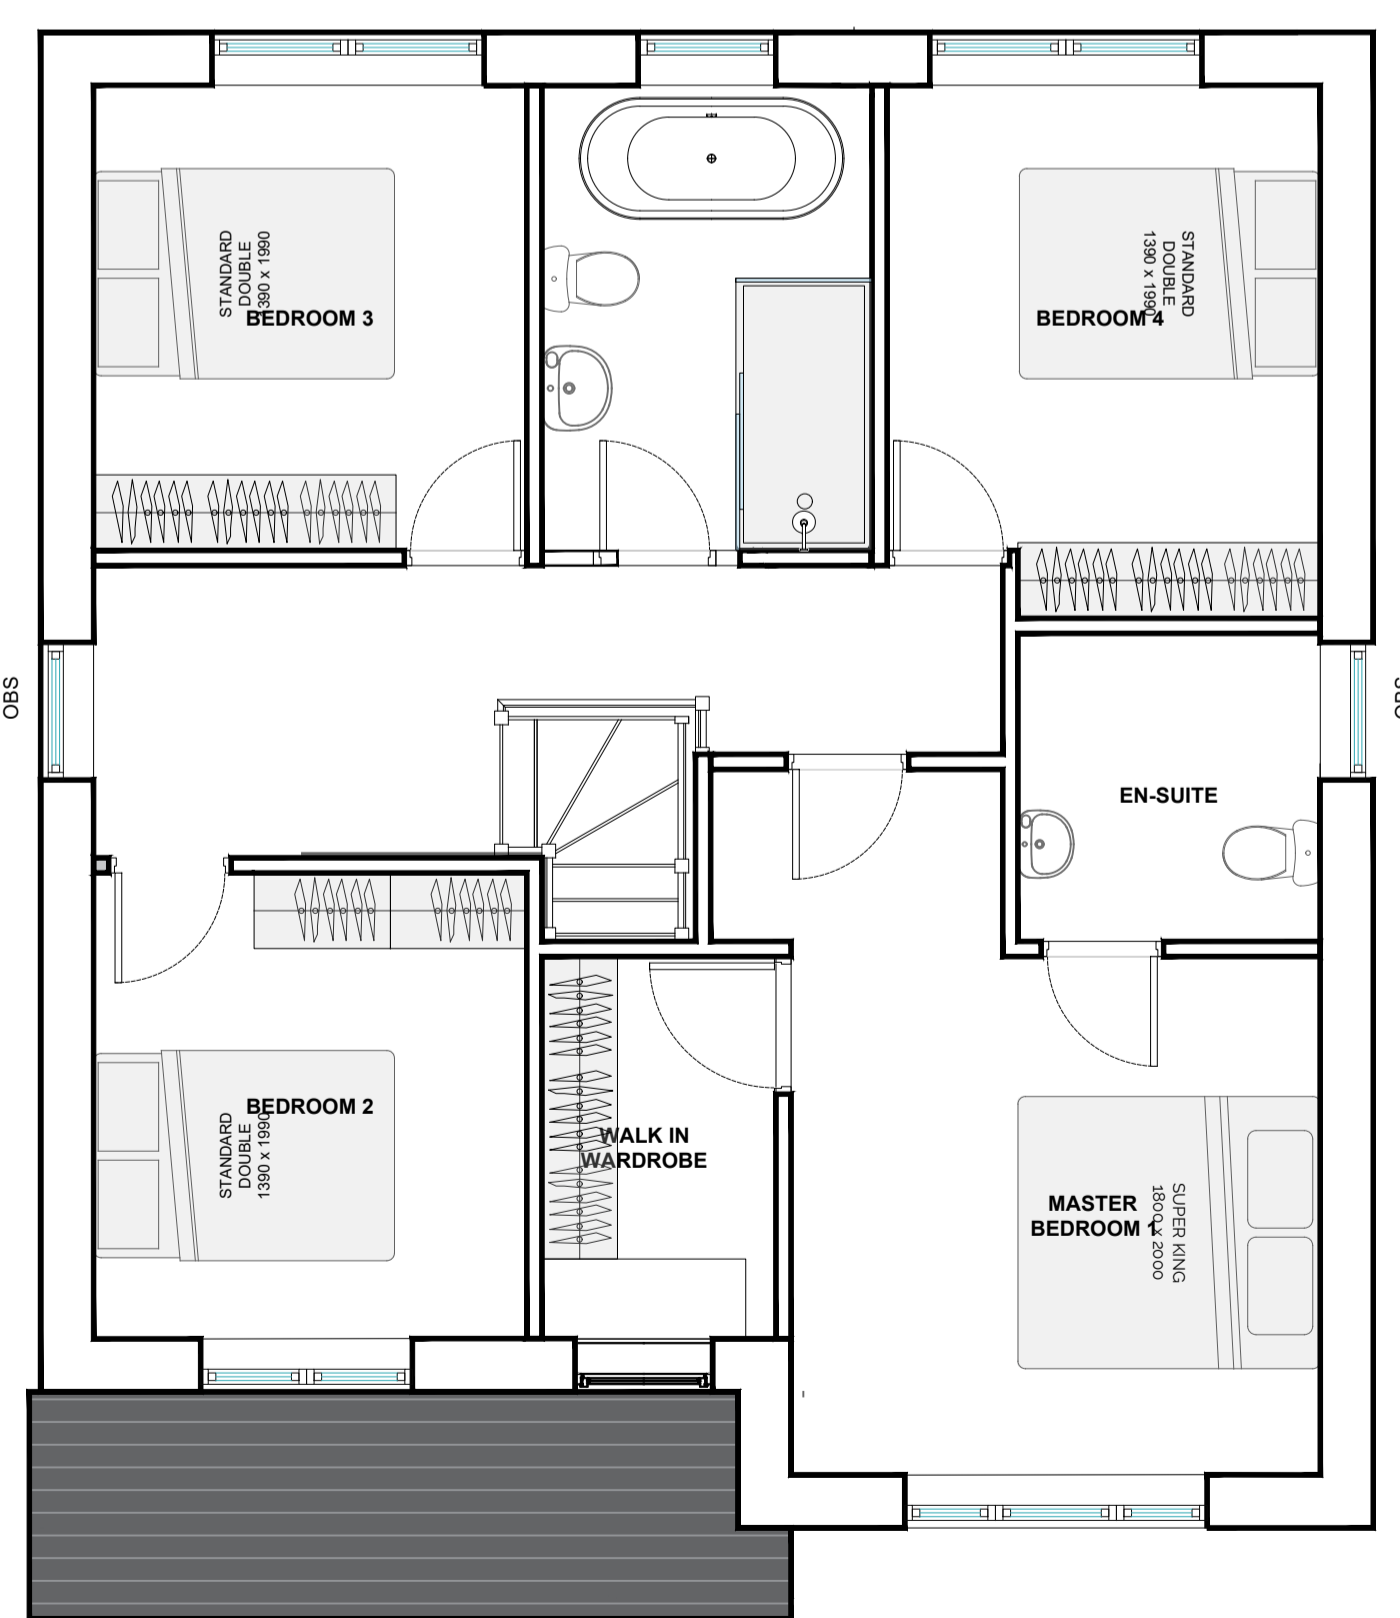 STANDARD
DOUBLE
1390 x 1990
BEDROOM 3
STANDARD
DOUBLE
1390 x 1990
BEDROOM 4
OBS
OBS
EN-SUITE
STANDARD
DOUBLE
1390 x 1990
BEDROOM 2
WALK IN
WARDROBE
MASTER
BEDROOM 1
SUPER KING
1800 x 2000